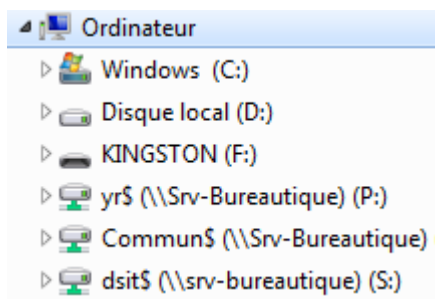 Ordinateur
Windows (C:)
Disque local (D:)
KINGSTON (F:)
yr$ (\\Srv-Bureautique) (P:)
Commun$ (\\Srv-Bureautique)
dsit$ (\\srv-bureautique) (S:)